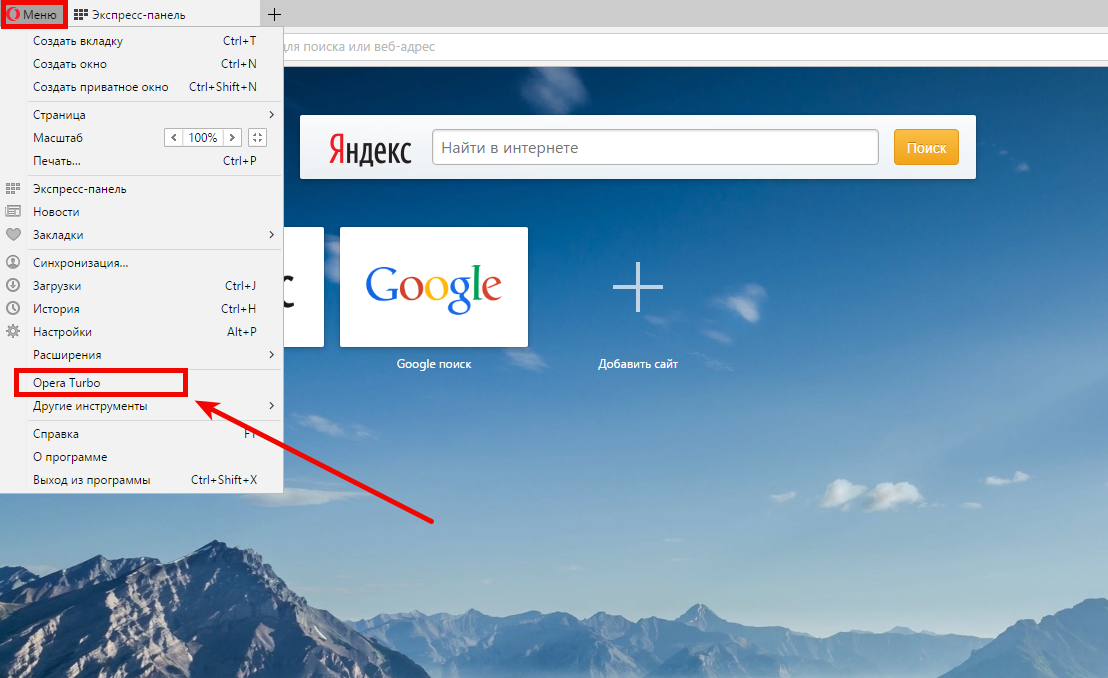 Меню
Экспресс-панель
Создать вкладку Ctrl+T
Создать окно Ctrl+N
Создать приватное окно Ctrl+Shift+N
Страница
Масштаб 100%
Печать... Ctrl+P
Экспресс-панель
Новости
Закладки
Синхронизация...
Загрузки Ctrl+J
История Ctrl+H
Настройки Alt+P
Расширения
Opera Turbo
Другие инструменты
Справка F1
О программе
Выход из программы Ctrl+Shift+X
для поиска или веб-адрес
Яндекс
Найти в интернете
Поиск
с
Google
Google поиск
Добавить сайт